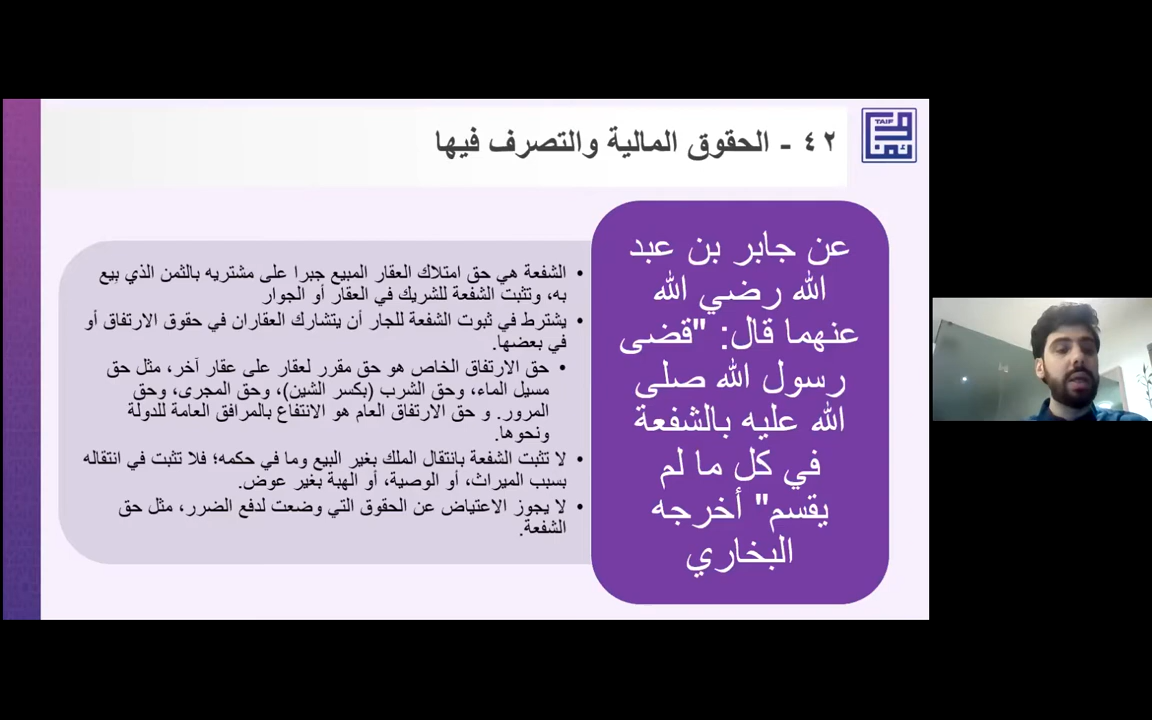 ٤٢ - الحقوق المالية والتصرف فيها
TAIF
عن جابر بن عبد
الله رضي الله
عنهما قال: "قضى
رسول الله صلى
الله عليه بالشفعة
في كل ما لم
يقسم" أخرجه
البخاري
• الشفعة هي حق امتلاك العقار المبيع جبرا على مشتريه بالثمن الذي بِيع
به، وتثبت الشفعة للشريك في العقار أو الجوار
• يشترط في ثبوت الشفعة للجار أن يتشارك العقاران في حقوق الارتفاق أو
في بعضها.
• حق الارتفاق الخاص هو حق مقرر لعقار على عقار آخر، مثل حق
مسيل الماء، وحق الشرب (بكسر الشين)، وحق المجرى، وحق
المرور. و حق الارتفاق العام هو الانتفاع بالمرافق العامة للدولة
ونحوها.
• لا تثبت الشفعة بانتقال الملك بغير البيع وما في حكمه؛ فلا تثبت في انتقاله
بسبب الميراث، أو الوصية، أو الهبة بغير عوض.
• لا يجوز الاعتياض عن الحقوق التي وضعت لدفع الضرر، مثل حق
الشفعة.